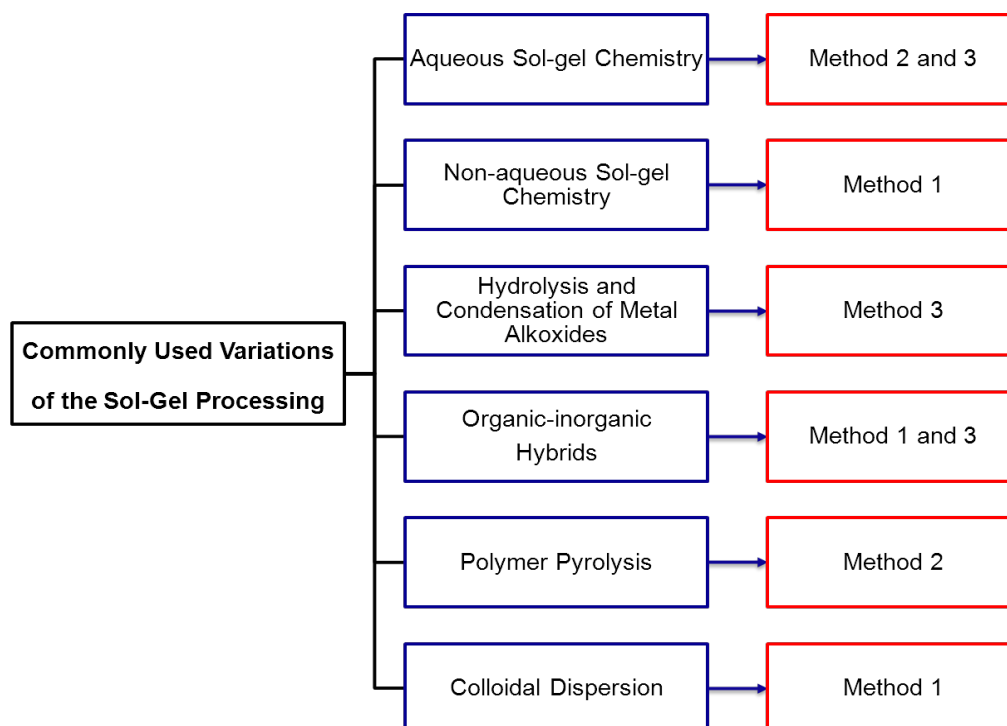 Aqueous Sol-gel Chemistry
Method 2 and 3
Non-aqueous Sol-gel
Chemistry
Method 1
Hydrolysis and
Condensation of Metal
Alkoxides
Method 3
Commonly Used Variations
of the Sol-Gel Processing
Organic-inorganic
Hybrids
Method 1 and 3
Polymer Pyrolysis
Method 2
Colloidal Dispersion
Method 1